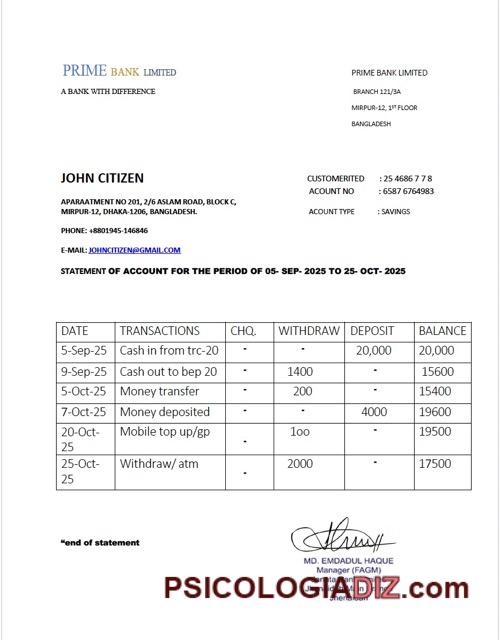 PRIME BANK LIMITED
A BANK WITH DIFFERENCE
PRIME BANK LIMITED
BRANCH 121/3A
MIRPUR-12, 1ST FLOOR
BANGLADESH
JOHN CITIZEN
APARAATMENT NO 201, 2/6 ASLAM ROAD, BLOCK C,
MIRPUR-12, DHAKA-1206, BANGLADESH.
PHONE: +8801945-146846
E-MAIL: JOHNCITIZEN@GMAIL.COM
CUSTOMERITED : 25 4686 7 7 8
ACOUNT NO : 6587 6764983
ACOUNT TYPE : SAVINGS
STATEMENT OF ACCOUNT FOR THE PERIOD OF 05- SEP- 2025 TO 25- OCT- 2025
DATE TRANSACTIONS CHQ. WITHDRAW DEPOSIT BALANCE
5-Sep-25 Cash in from trc-20 - - 20,000 20,000
9-Sep-25 Cash out to bep 20 - 1400 - 15600
5-Oct-25 Money transfer - 200 - 15400
7-Oct-25 Money deposited - - 4000 19600
20-Oct-25 Mobile top up/gp - 1oo - 19500
25-Oct-25 Withdraw/ atm - 2000 - 17500
*end of statement
MD. EMDADUL HAQUE
Manager (FAGM)
PSICOLOGIADIZ.com